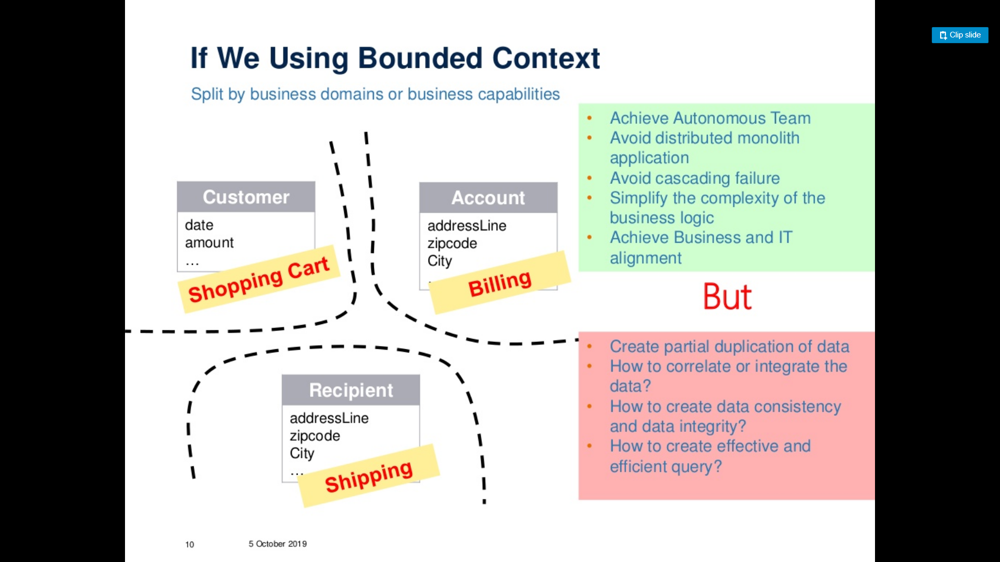 Clip slide
If We Using Bounded Context
Split by business domains or business capabilities
Customer
date
amount
...
Shopping Cart
Account
addressLine
zipcode
City
Billing
Recipient
addressLine
zipcode
City
...
Shipping
• Achieve Autonomous Team
• Avoid distributed monolith
application
• Avoid cascading failure
• Simplify the complexity of the
business logic
• Achieve Business and IT
alignment
But
• Create partial duplication of data
• How to correlate or integrate the
data?
• How to create data consistency
and data integrity?
• How to create effective and
efficient query?
10
5 October 2019